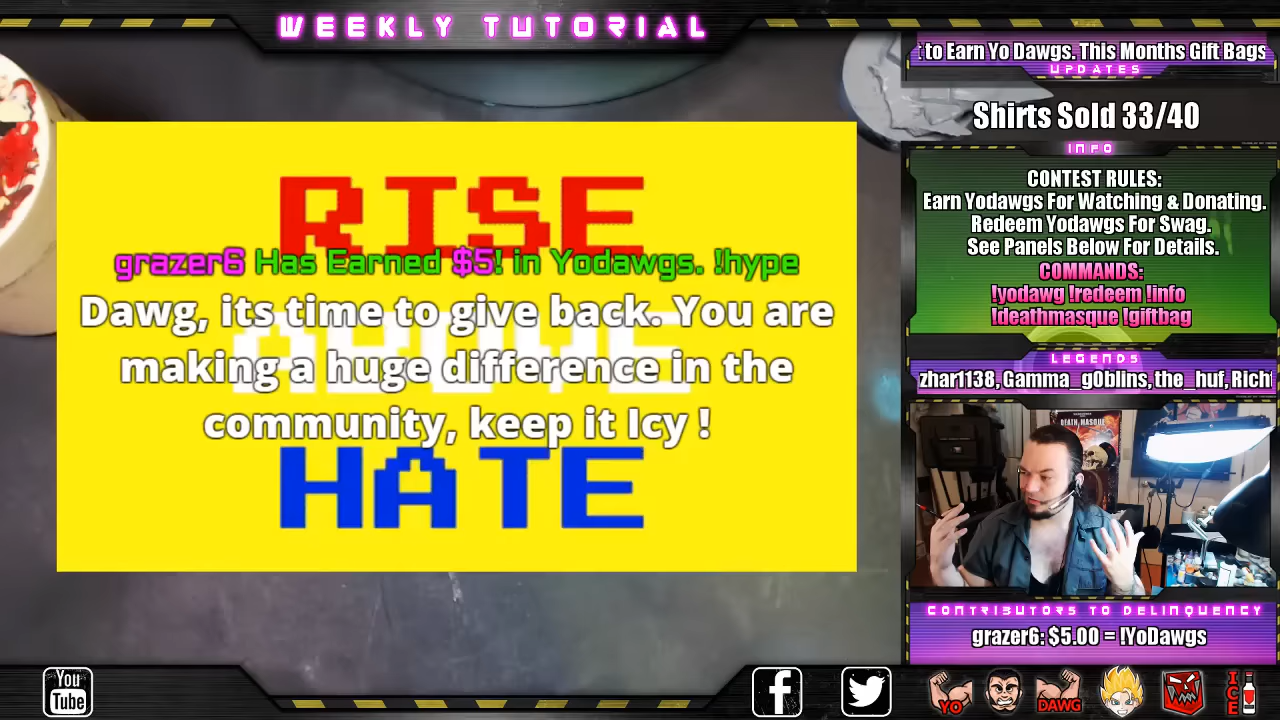 WEEKLY TUTORIAL
to Earn Yo Dawgs. This Months Gift Bags
UPDATES
Shirts Sold 33/40
INFO
CONTEST RULES:
Earn Yodawgs For Watching & Donating.
Redeem Yodawgs For Swag.
See Panels Below For Details.
COMMANDS:
!yodawg !redeem !info
!deathmasque !giftbag
LEGENDS
zhar1138, Gamma_g0blins, the_huf, Rich
DEATH MASQUE
CONTRIBUTORS TO DELINQUENCY
grazer6: $5.00 = !YoDawgs
RISE
grazer6 Has Earned $5! in Yodawgs. !hype
Dawg, its time to give back. You are
making a huge difference in the
community, keep it Icy !
ABOVE
HATE
You
Tube
YO
DAWG
ICE